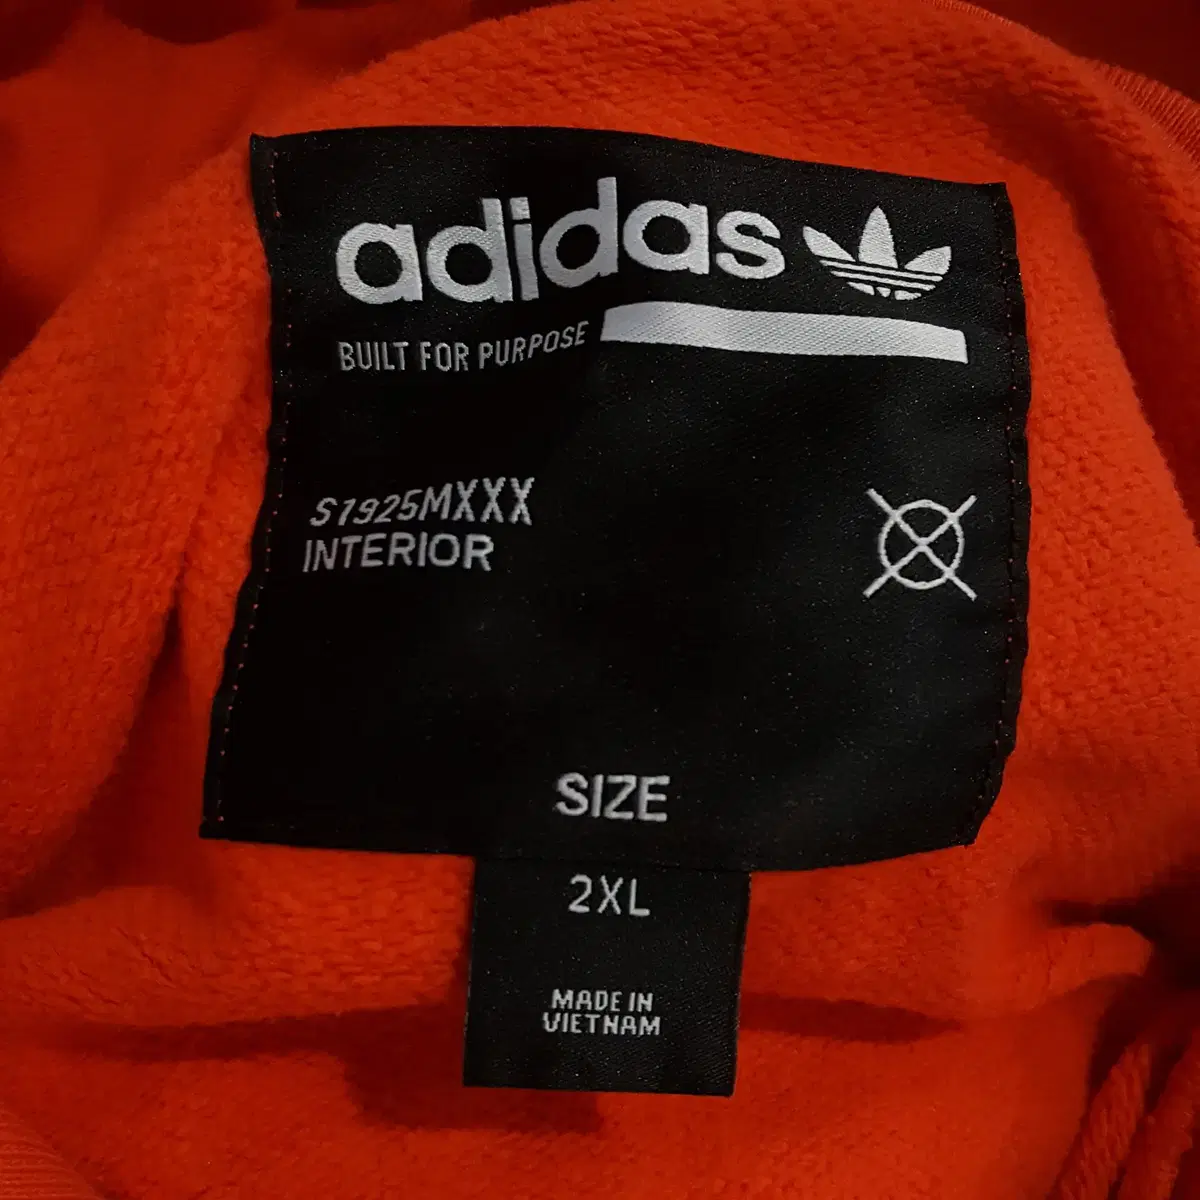 adidas
BUILT FOR PURPOSE
S1925MXXX
INTERIOR
SIZE
2XL
MADE IN
VIETNAM